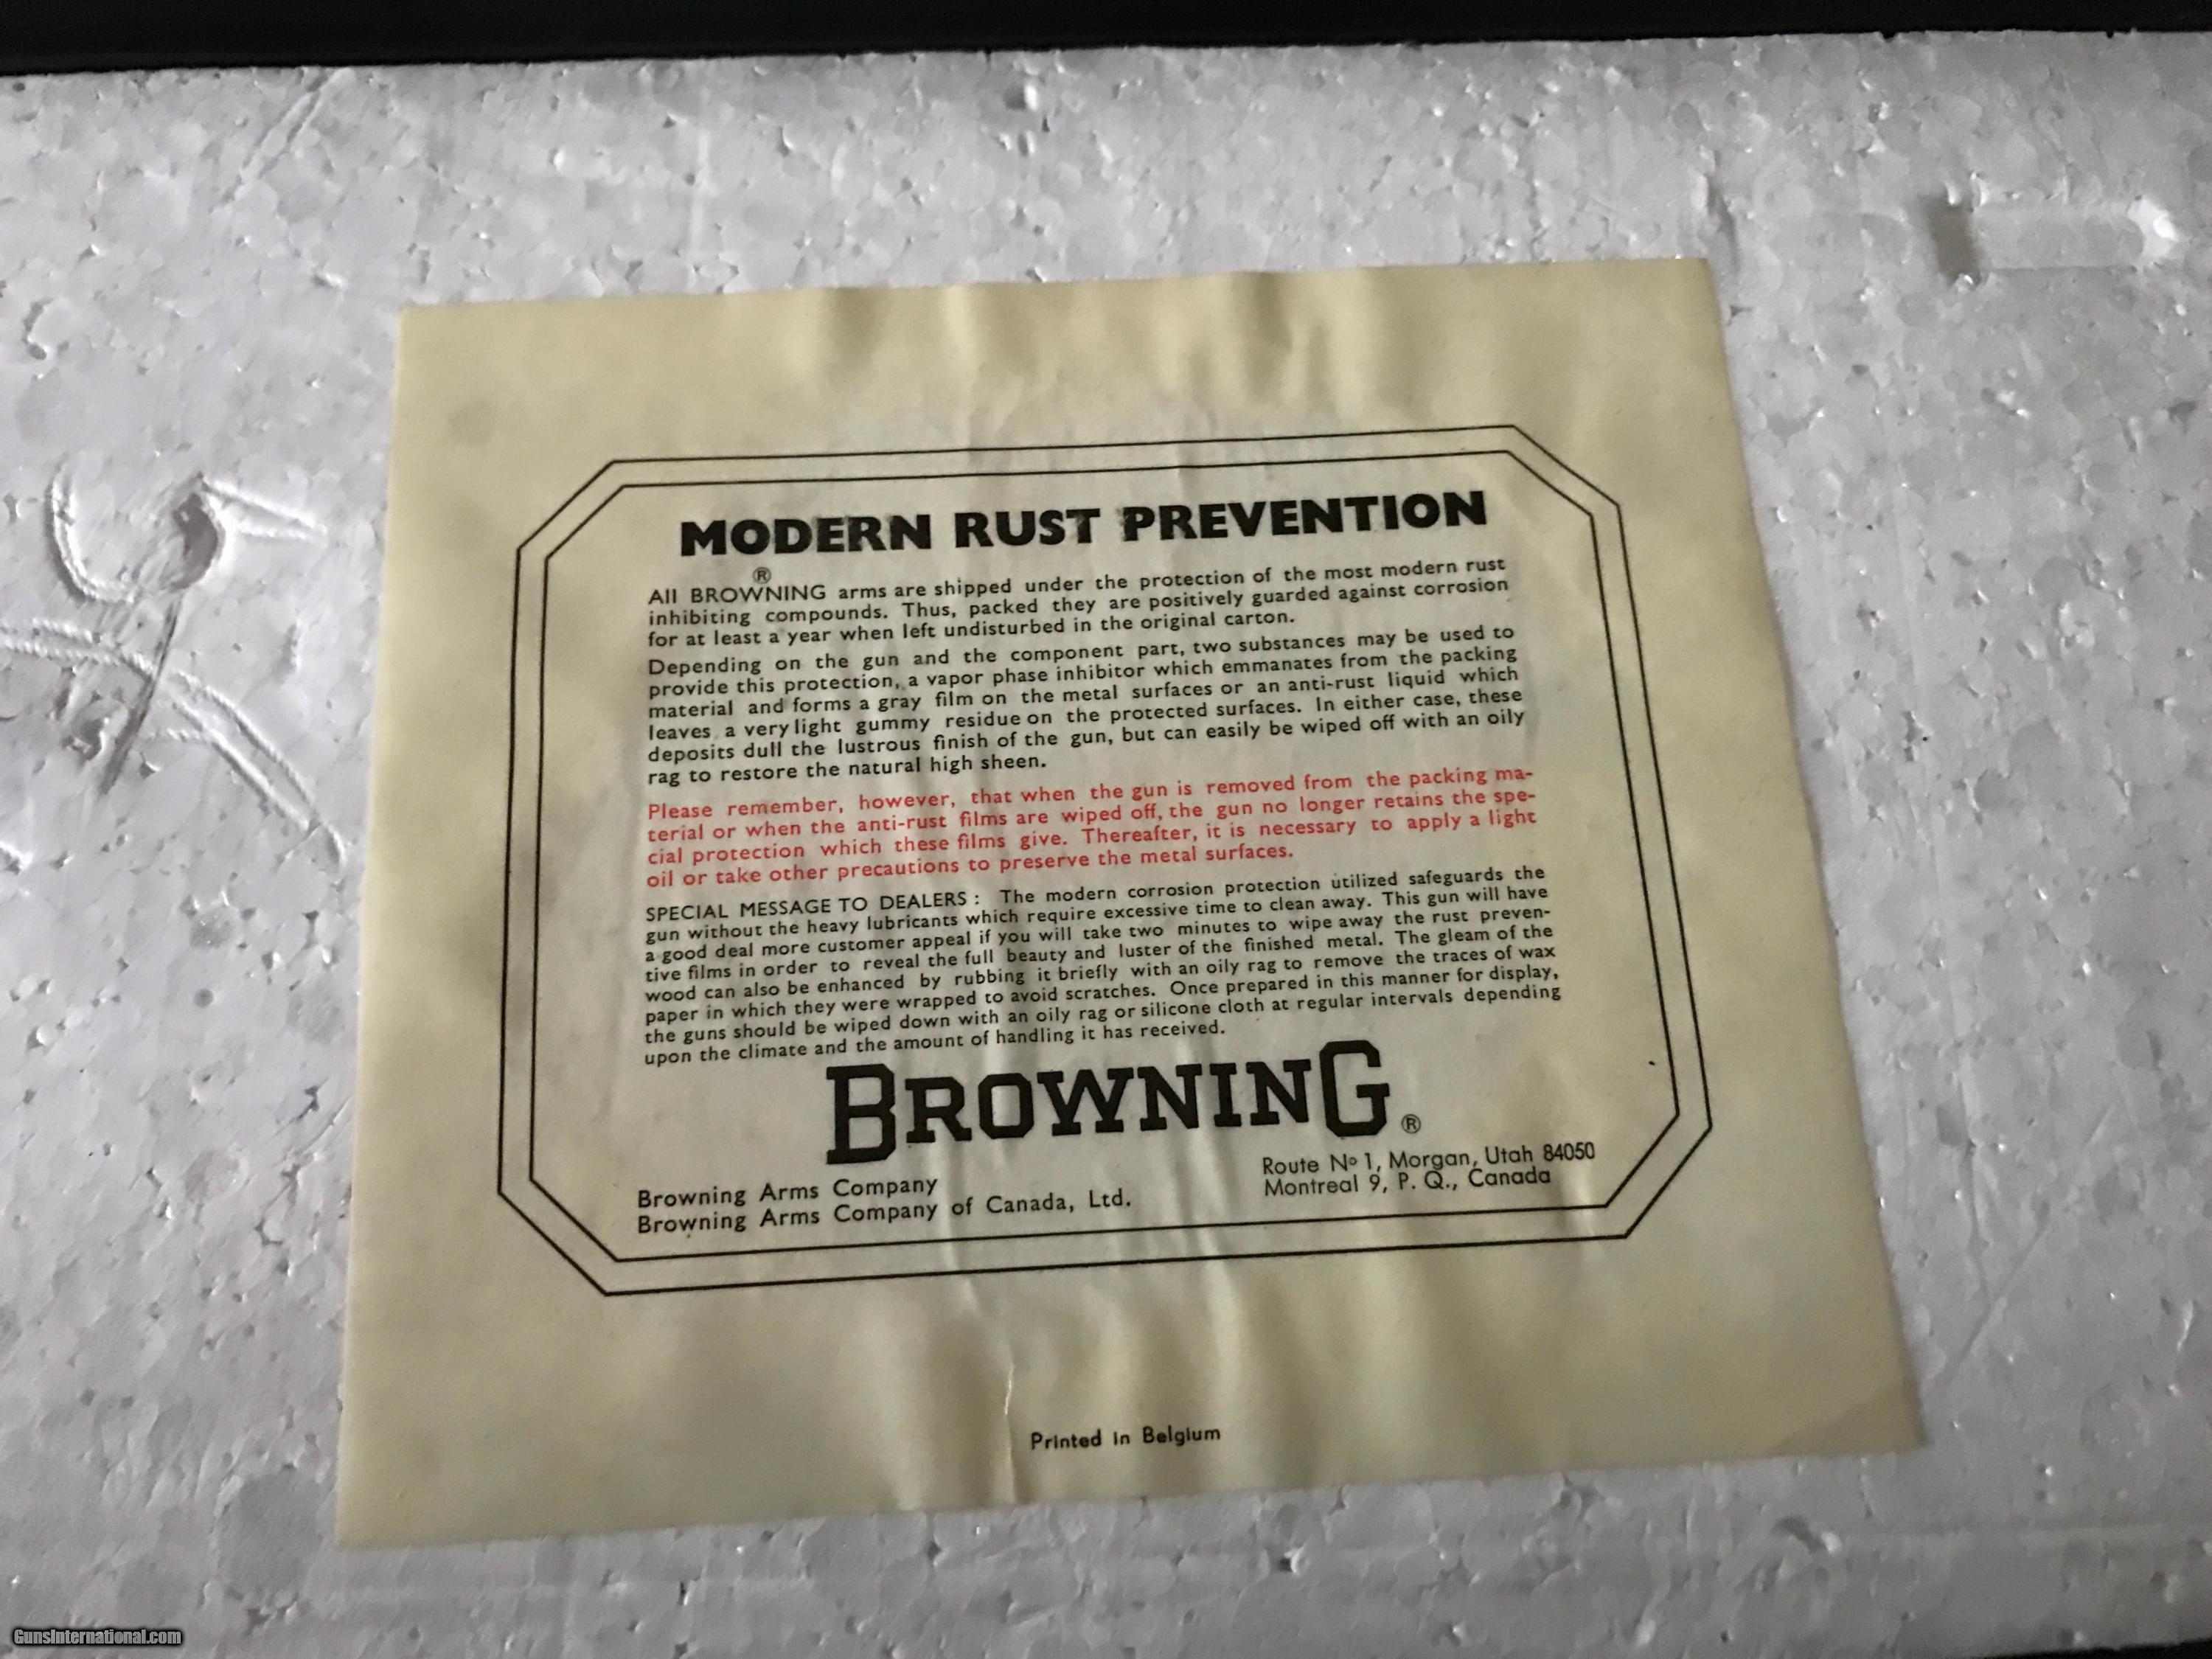 MODERN RUST PREVENTION
All BROWNING® arms are shipped under the protection of the most modern rust
inhibiting compounds. Thus, packed they are positively guarded against corrosion
for at least a year when left undisturbed in the original carton.
Depending on the gun and the component part, two substances may be used to
provide this protection, a vapor phase inhibitor which emmanates from the packing
material and forms a gray film on the metal surfaces or an anti-rust liquid which
leaves a very light gummy residue on the protected surfaces. In either case, these
deposits dull the lustrous finish of the gun, but can easily be wiped off with an oily
rag to restore the natural high sheen.
Please remember, however, that when the gun is removed from the packing ma-
terial or when the anti-rust films are wiped off, the gun no longer retains the spe-
cial protection which these films give. Thereafter, it is necessary to apply a light
oil or take other precautions to preserve the metal surfaces.
SPECIAL MESSAGE TO DEALERS : The modern corrosion protection utilized safeguards the
gun without the heavy lubricants which require excessive time to clean away. This gun will have
a good deal more customer appeal if you will take two minutes to wipe away the rust preven-
tive films in order to reveal the full beauty and luster of the finished metal. The gleam of the
wood can also be enhanced by rubbing it briefly with an oily rag to remove the traces of wax
paper in which they were wrapped to avoid scratches. Once prepared in this manner for display,
the guns should be wiped down with an oily rag or silicone cloth at regular intervals depending
upon the climate and the amount of handling it has received.
BROWNING®
Browning Arms Company Route Nº 1, Morgan, Utah 84050
Browning Arms Company of Canada, Ltd. Montreal 9, P. Q., Canada
Printed in Belgium
GunsInternational.com